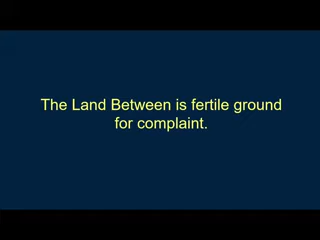 The Land Between is fertile ground
for complaint.